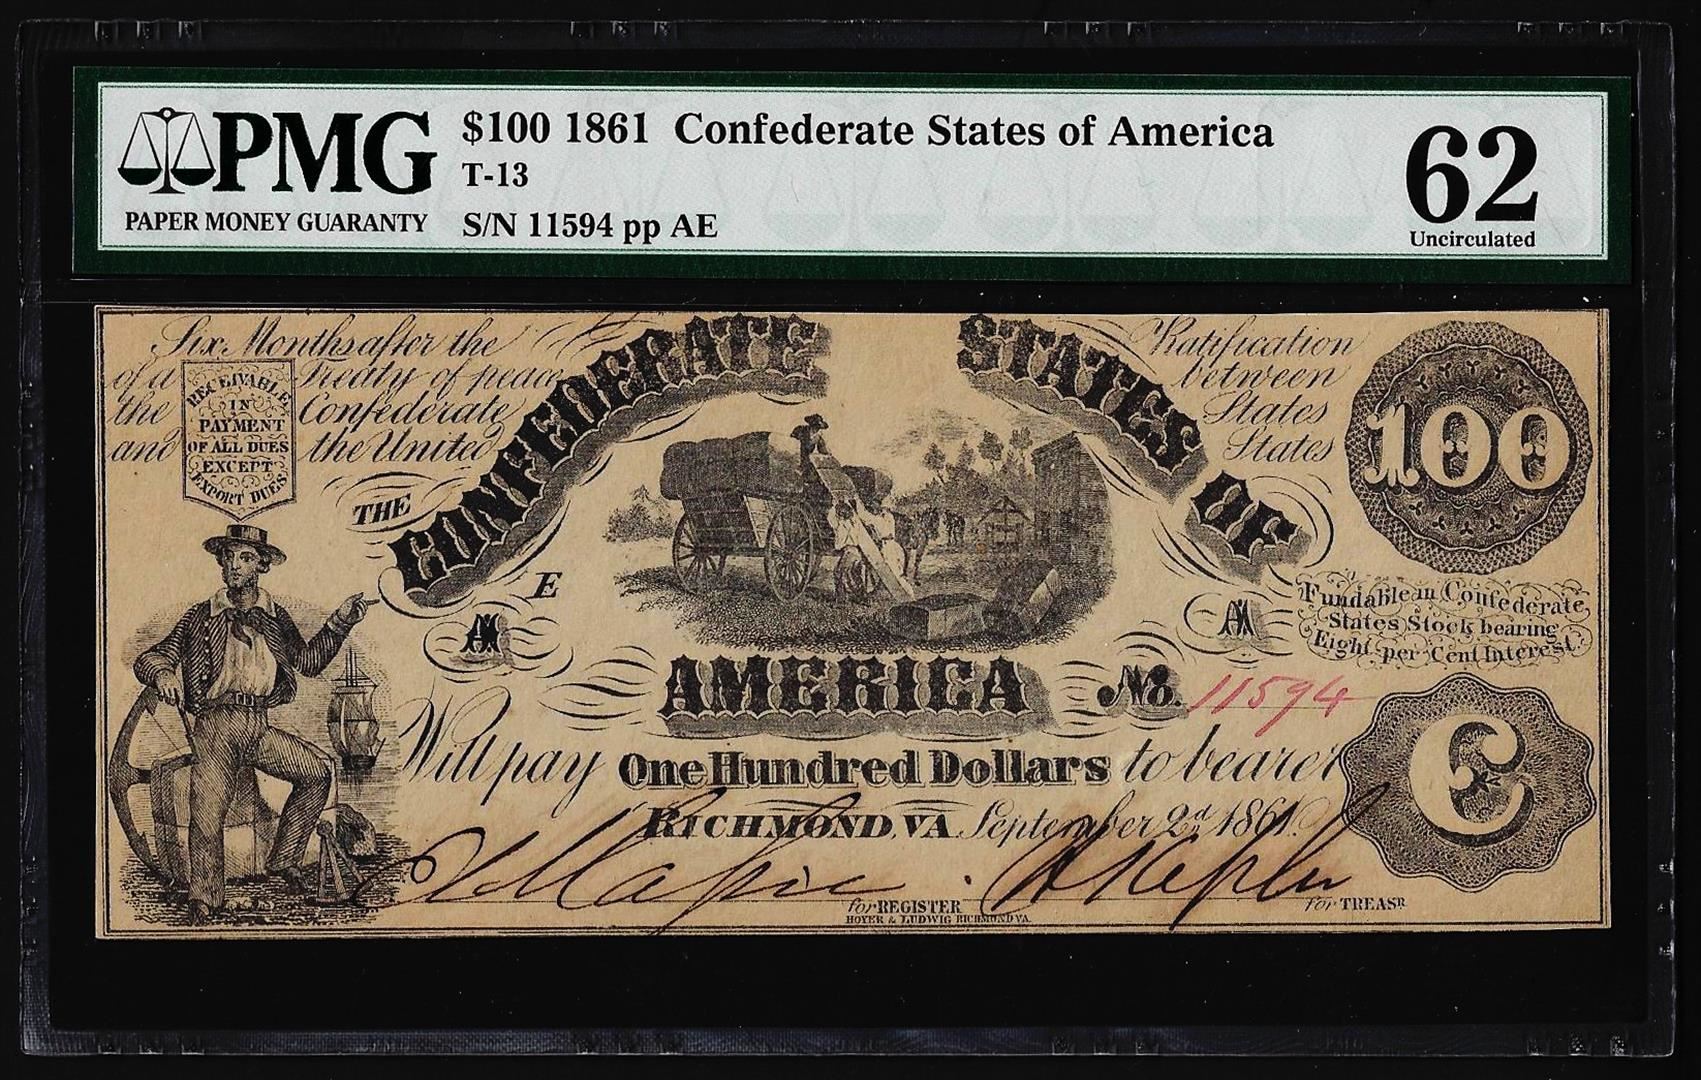 PMG
PAPER MONEY GUARANTY
$100 1861 Confederate States of America
T-13
S/N 11594 pp AE
62
Uncirculated
Six Months after the Ratification
of a Treaty of peace between
the Confederate States
and the United States
RECEIVABLE
IN
PAYMENT
OF ALL DUES
EXCEPT
EXPORT DUES
100
THE
CONFEDERATE STATES OF
AMERICA
E
A
A
Fundable in Confederate
States Stock bearing
Eight per Cent Interest.
No. 11594
Will pay One Hundred Dollars to bearer
C
RICHMOND, VA September 2d 1861.
for REGISTER
for TREASR
HOYER & LUDWIG RICHMOND VA.